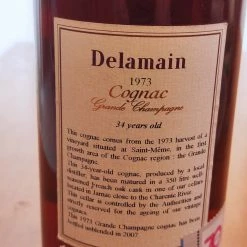 Delamain
1973
Cognac
Grande Champagne
34 years old
This cognac comes from the 1973 harvest of a
vineyard situated at Saint-Même, in the first
growth area of the Cognac region : the Grande
Champagne.
This 34-year-old cognac, produced by a local
distiller, has been matured in a 350 litre well-
seasoned French oak cask in one of our cellars
located in Jarnac close to the Charente River.
This cellar is controlled by the Authorities and
strictly reserved for the ageing of our vintage
cognacs.
This 1973 Grande Champagne cognac has been
bottled unblended in 2007